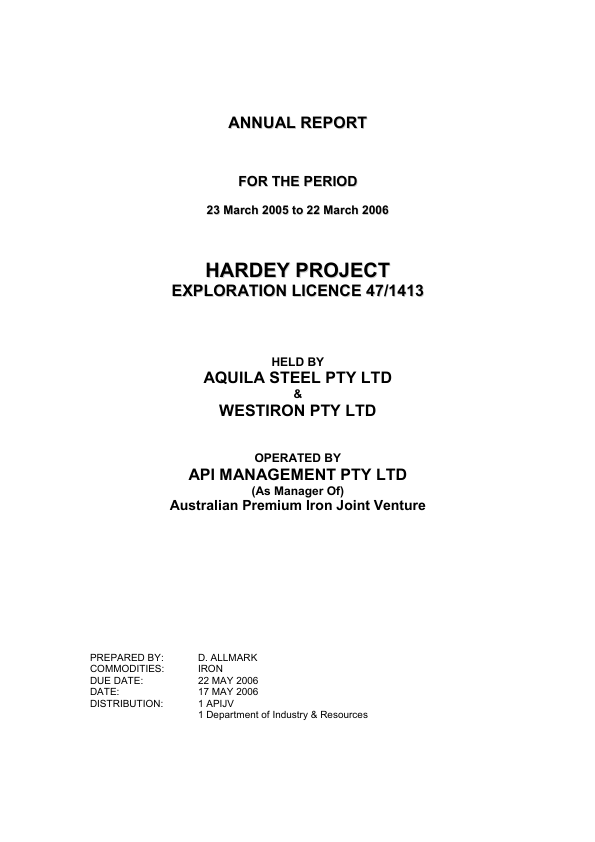 ANNUAL REPORT
FOR THE PERIOD
23 March 2005 to 22 March 2006
HARDEY PROJECT
EXPLORATION LICENCE 47/1413
HELD BY
AQUILA STEEL PTY LTD
&
WESTIRON PTY LTD
OPERATED BY
API MANAGEMENT PTY LTD
(As Manager Of)
Australian Premium Iron Joint Venture
PREPARED BY: D. ALLMARK
COMMODITIES: IRON
DUE DATE: 22 MAY 2006
DATE: 17 MAY 2006
DISTRIBUTION: 1 APIJV
1 Department of Industry & Resources